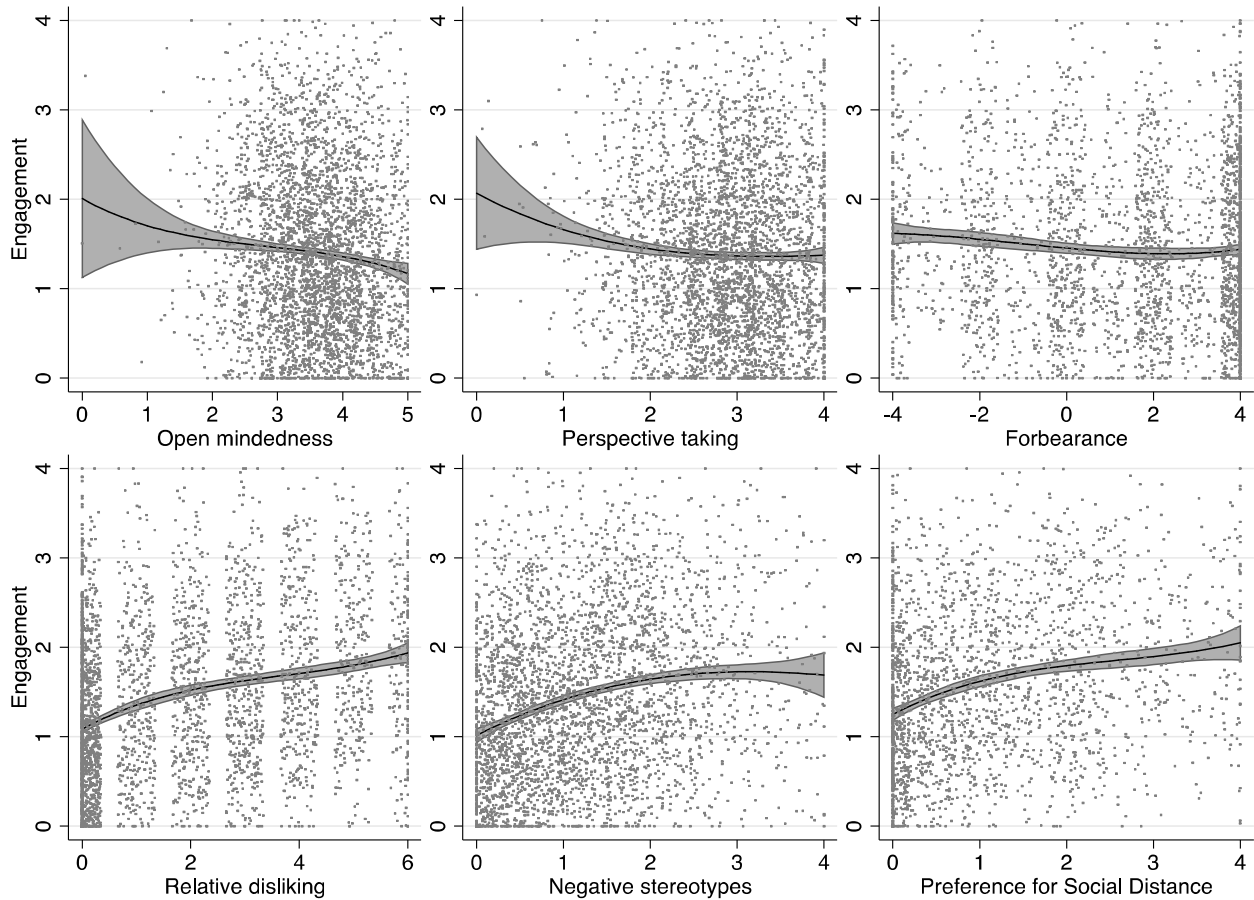 Engagement
4
3
2
1
0
0 1 2 3 4 5
Open mindedness
4
3
2
1
0
0 1 2 3 4
Perspective taking
4
3
2
1
0
-4 -2 0 2 4
Forbearance
Engagement
4
3
2
1
0
0 2 4 6
Relative disliking
4
3
2
1
0
0 1 2 3 4
Negative stereotypes
4
3
2
1
0
0 1 2 3 4
Preference for Social Distance